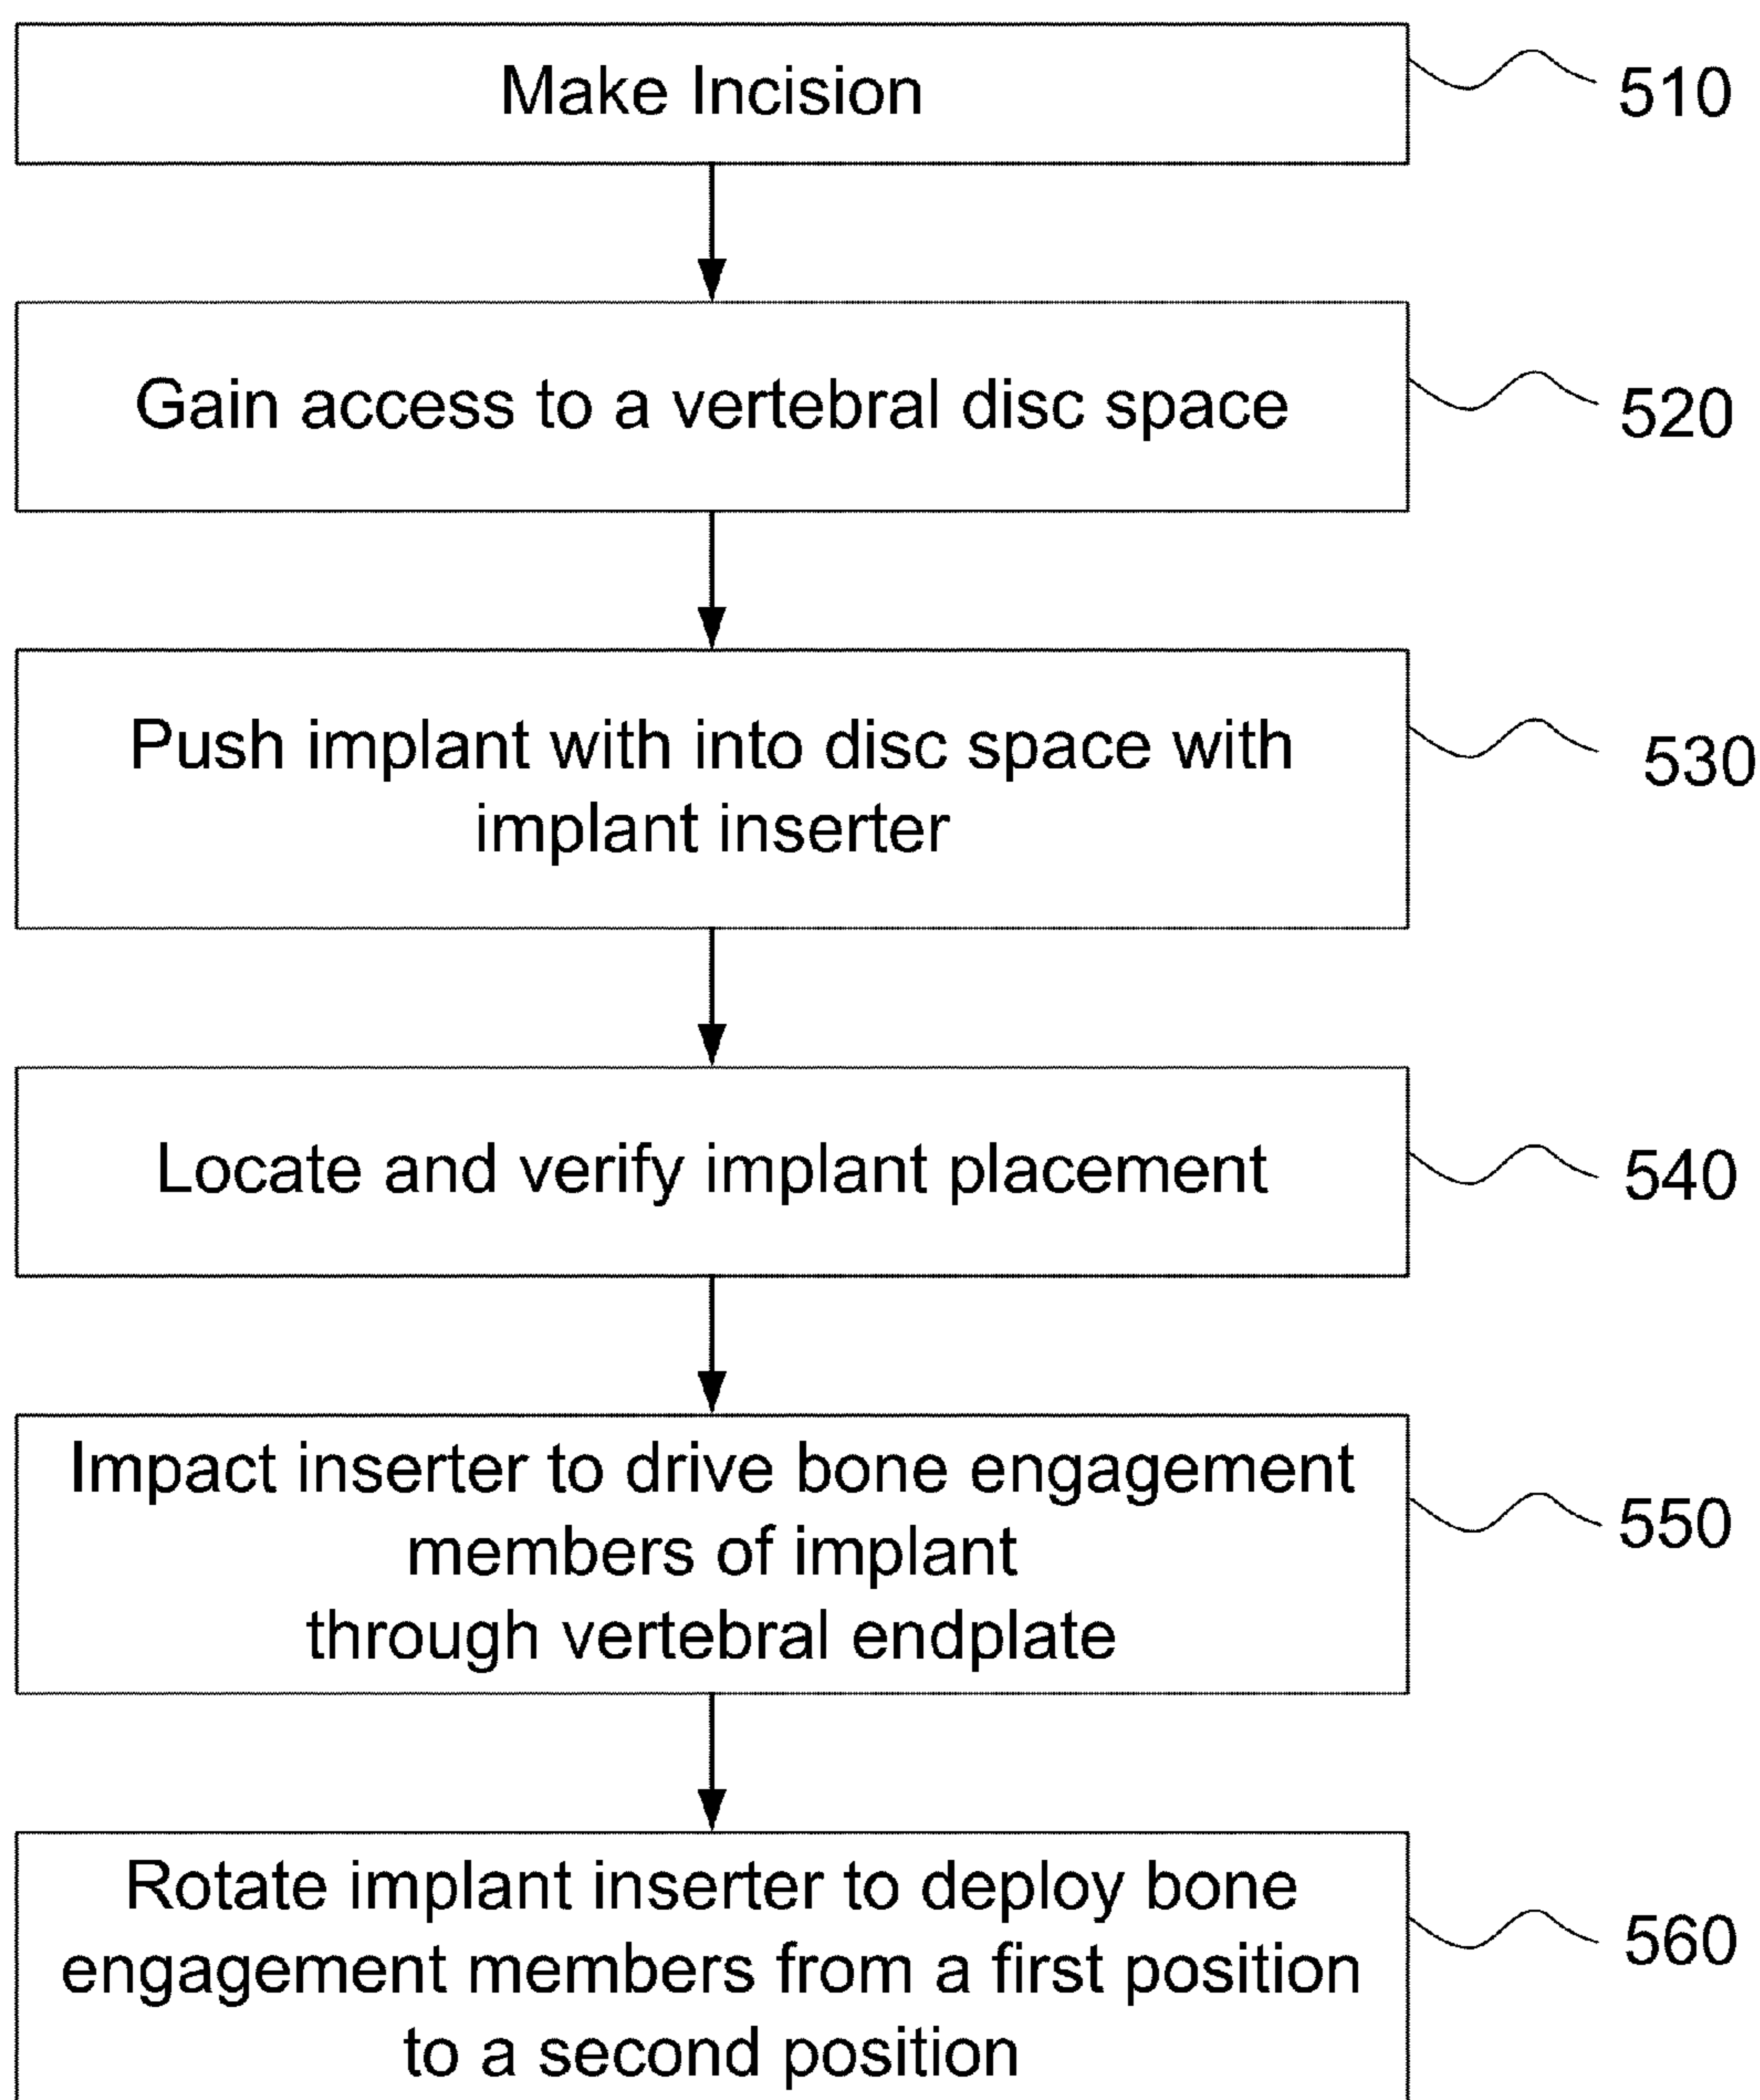 Make Incision
510
Gain access to a vertebral disc space
520
Push implant with into disc space with
implant inserter
530
Locate and verify implant placement
540
Impact inserter to drive bone engagement
members of implant
through vertebral endplate
550
Rotate implant inserter to deploy bone
engagement members from a first position
to a second position
560